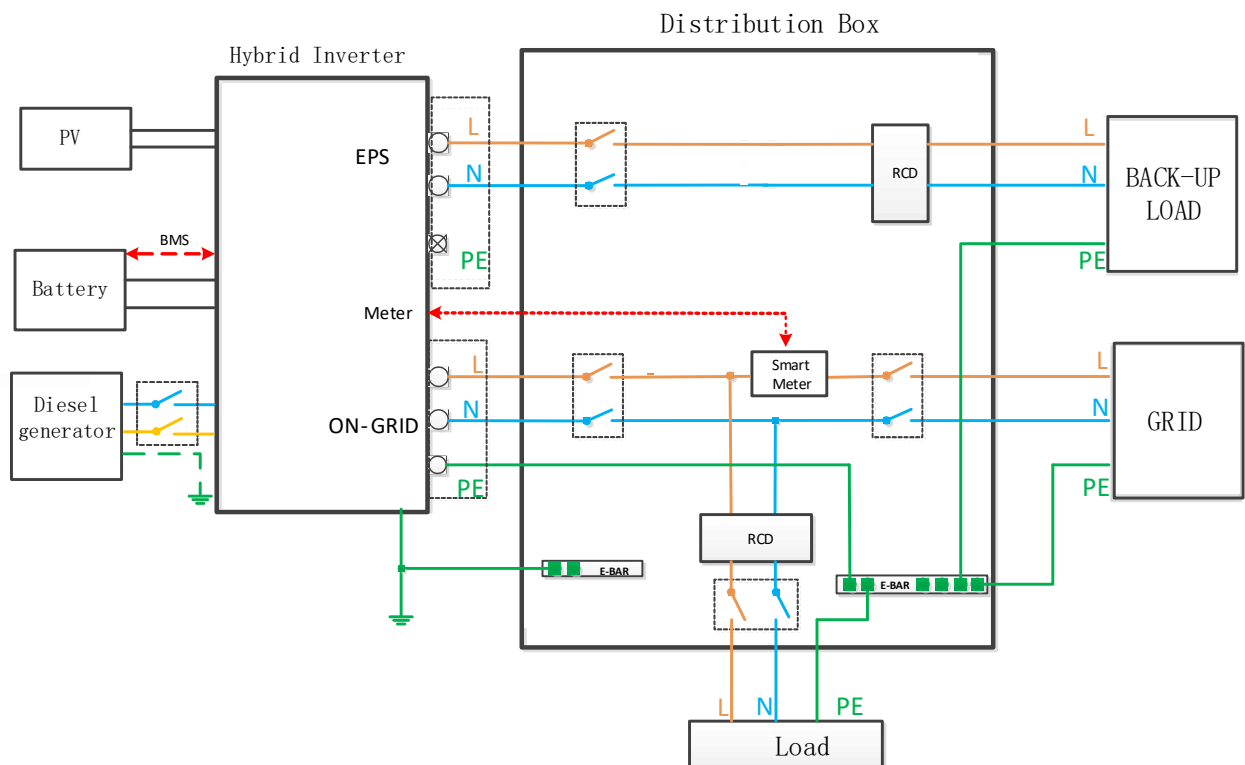 Distribution Box
Hybrid Inverter
PV
EPS
L
N
PE
RCD
L
N
PE
BACK-UP
LOAD
BMS
Battery
Meter
Smart
Meter
L
N
PE
ON-GRID
Diesel
generator
L
N
PE
GRID
RCD
E-BAR
E-BAR
L
N
PE
Load